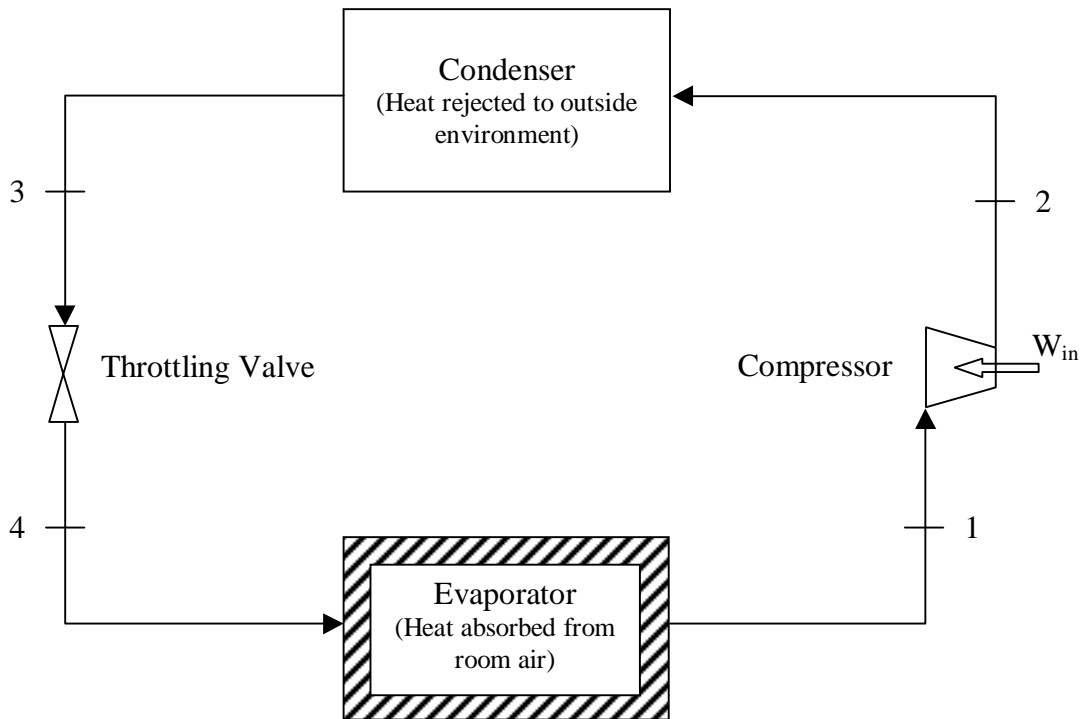 Condenser
(Heat rejected to outside
environment)
3
2
Throttling Valve
Compressor
W_in
4
1
Evaporator
(Heat absorbed from
room air)